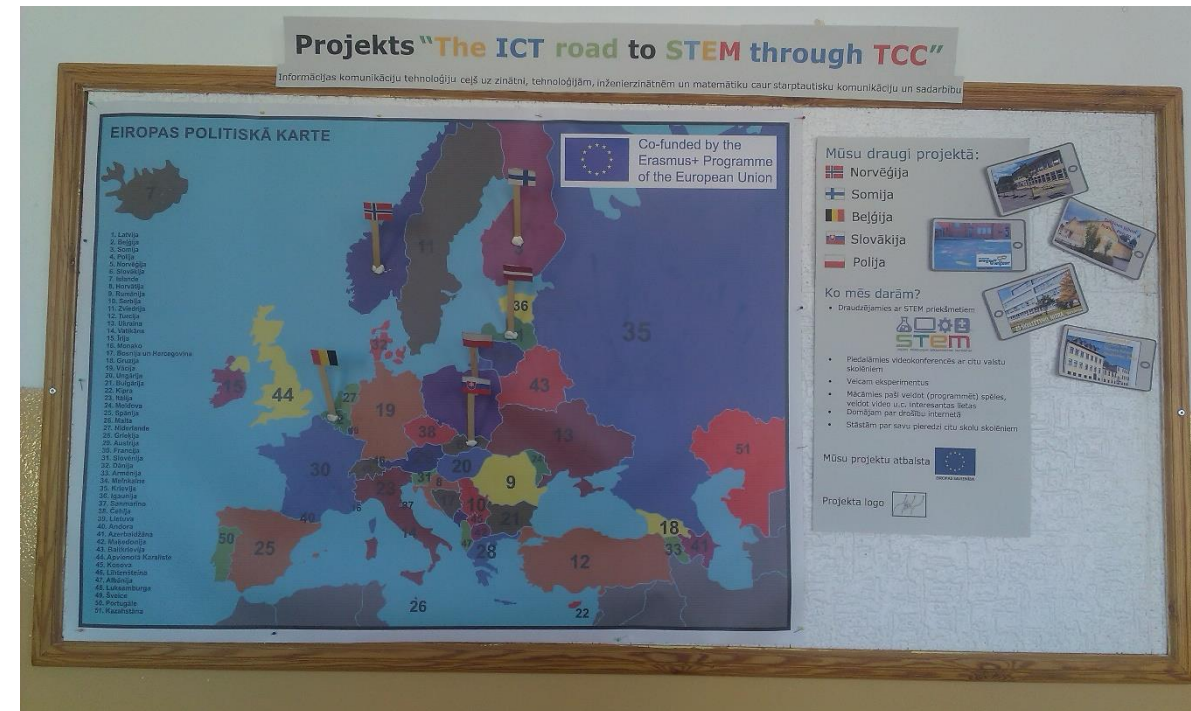 Projekts "The ICT road to STEM through TCC"
Informācijas komunikāciju tehnoloģiju ceļš uz zinātni, tehnoloģijām, inženierzinātnēm un matemātiku caur starptautisku komunikāciju un sadarbību
EIROPAS POLITISKĀ KARTE
Co-funded by the
Erasmus+ Programme
of the European Union
1. Latvija
2. Beļģija
3. Somija
4. Polija
5. Norvēģija
6. Slovākija
7. Islande
8. Horvātija
9. Rumānija
10. Serbija
11. Zviedrija
12. Turcija
13. Ukraina
14. Vatikāns
15. Īrija
16. Monako
17. Bosnija un Hercegovina
18. Gruzija
19. Vācija
20. Ungārija
21. Bulgārija
22. Kipra
23. Itālija
24. Moldova
25. Spānija
26. Malta
27. Nīderlande
28. Grieķija
29. Austrija
30. Francija
31. Slovēnija
32. Dānija
33. Armēnija
34. Melnkalne
35. Krievija
36. Igaunija
37. Sanmarīno
38. Čehija
39. Lietuva
40. Andora
41. Azerbaidžāna
42. Maķedonija
43. Baltkrievija
44. Apvienotā Karaliste
45. Kosova
46. Lihtenšteina
47. Albānija
48. Luksemburga
49. Šveice
50. Portugāle
51. Kazahstāna
7
11
36
35
15
44
27
19
43
38
13
51
30
20
9
31
8
23
10
21
18
33
41
50
25
40
28
12
26
22
Mūsu draugi projektā:
Norvēģija
Somija
Beļģija
Slovākija
Polija
Ko mēs darām?
• Draudzējamies ar STEM priekšmetiem
STEm
• Piedalāmies videokonferencēs ar citu valstu
skolēniem
• Veicam eksperimentus
• Mācāmies paši veidot (programmēt) spēles,
veidot video u.c. interesantas lietas
• Domājam par drošību internetā
• Stāstām par savu pieredzi citu skolu skolēniem
Mūsu projektu atbalsta
Projekta logo